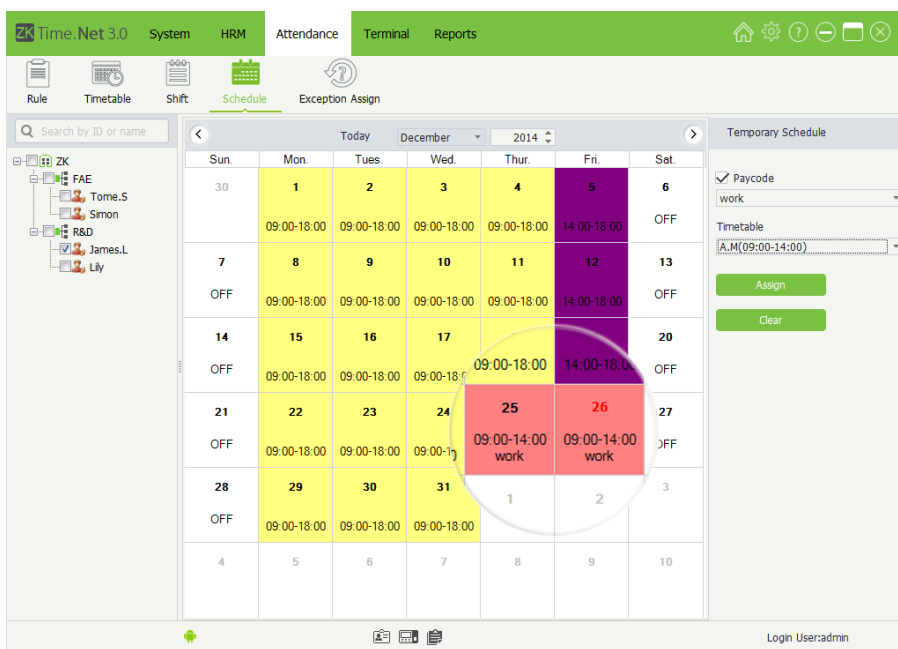 ZK Time.Net 3.0 System HRM Attendance Terminal Reports
Rule Timetable Shift Schedule Exception Assign
Search by ID or name
ZK
FAE
Tome.S
Simon
R&D
James.L
Lily
Today December 2014
Sun. Mon. Tues. Wed. Thur. Fri. Sat.
30 1 2 3 4 5 6
09:00-18:00 09:00-18:00 09:00-18:00 09:00-18:00 14:00-18:00 OFF
7 8 9 10 11 12 13
OFF 09:00-18:00 09:00-18:00 09:00-18:00 09:00-18:00 14:00-18:00 OFF
14 15 16 17 20
OFF 09:00-18:00 09:00-18:00 09:00-18:0 09:00-18:00 14:00-18:0 OFF
21 22 23 24 25 26 27
OFF 09:00-18:00 09:00-18:00 09:00-1 09:00-14:00 09:00-14:00 OFF
work work
28 29 30 31 1 2 3
OFF 09:00-18:00 09:00-18:00 09:00-18:00
4 5 6 7 8 9 10
Temporary Schedule
Paycode
work
Timetable
A.M(09:00-14:00)
Assign
Clear
Login User:admin